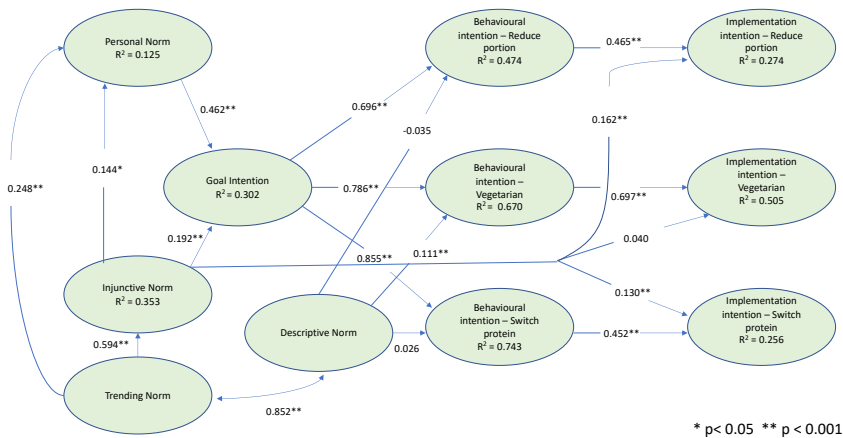 Personal Norm
R² = 0.125
Behavioural
intention – Reduce
portion
R² = 0.474
Implementation
intention – Reduce
portion
R² = 0.274
0.465**
0.462**
0.696**
-0.035
0.162**
0.144*
0.248**
Goal Intention
R² = 0.302
0.786**
Behavioural
intention –
Vegetarian
R² = 0.670
0.697**
Implementation
intention –
Vegetarian
R² = 0.505
0.192**
0.855**
0.111**
0.040
0.130**
Injunctive Norm
R² = 0.353
Descriptive Norm
0.026
Behavioural
intention – Switch
protein
R² = 0.743
0.452**
Implementation
intention – Switch
protein
R² = 0.256
0.594**
Trending Norm
0.852**
* p< 0.05 ** p < 0.001